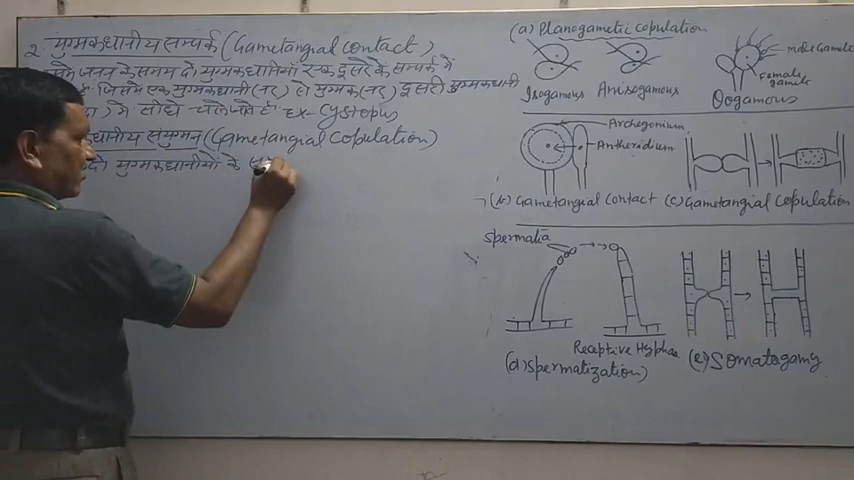 2. युग्मकधानीय सम्पर्क (Gametangial contact)
जनन के समय दो युग्मकधानियाँ एक दूसरे के सम्पर्क में
जिसमें एक युग्मकधानी (नर) से युग्मक (नर) दूसरी युग्मकधानी
) में सीधे चले जाते हैं Ex- Cystopus
संयुग्मन (Gametangial Copulation)
दो युग्मकधानीयों के
(a) Planogametic copulation
male Gamete
Female gamete
Isogamous Anisogamous Oogamous
Archegonium
Antheridium
(b) Gametangial Contact (c) Gametangial Copulation
Spermatia
Receptive Hyphae
(d) Spermatization) (e) Somatogamy